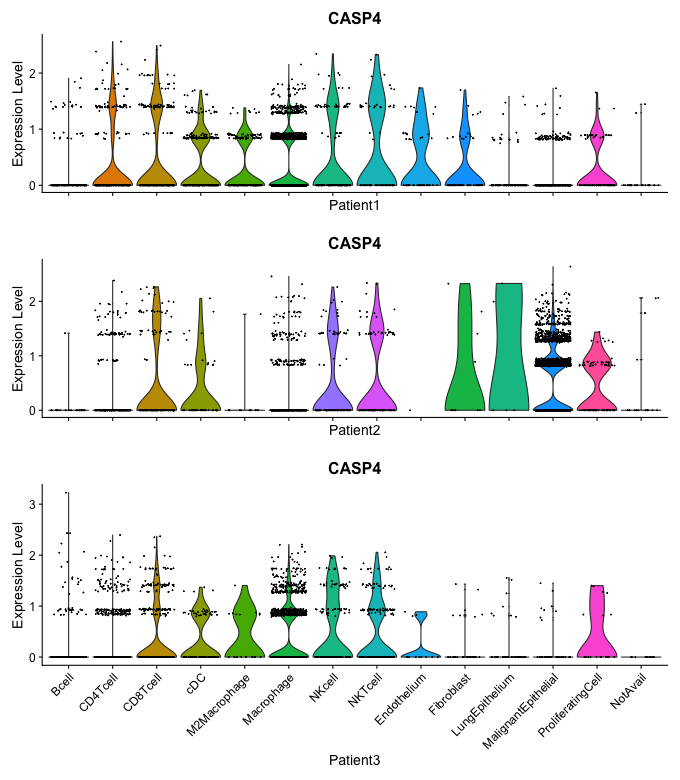 CASP4
Expression Level
2
1
0
Patient1
CASP4
Expression Level
2
1
0
Patient2
CASP4
Expression Level
3
2
1
0
Bcell
CD4Tcell
CD8Tcell
cDC
M2Macrophage
Macrophage
NKcell
NKTcell
Endothelium
Fibroblast
LungEpithelium
MalignantEpithelial
ProliferatingCell
NotAvail
Patient3